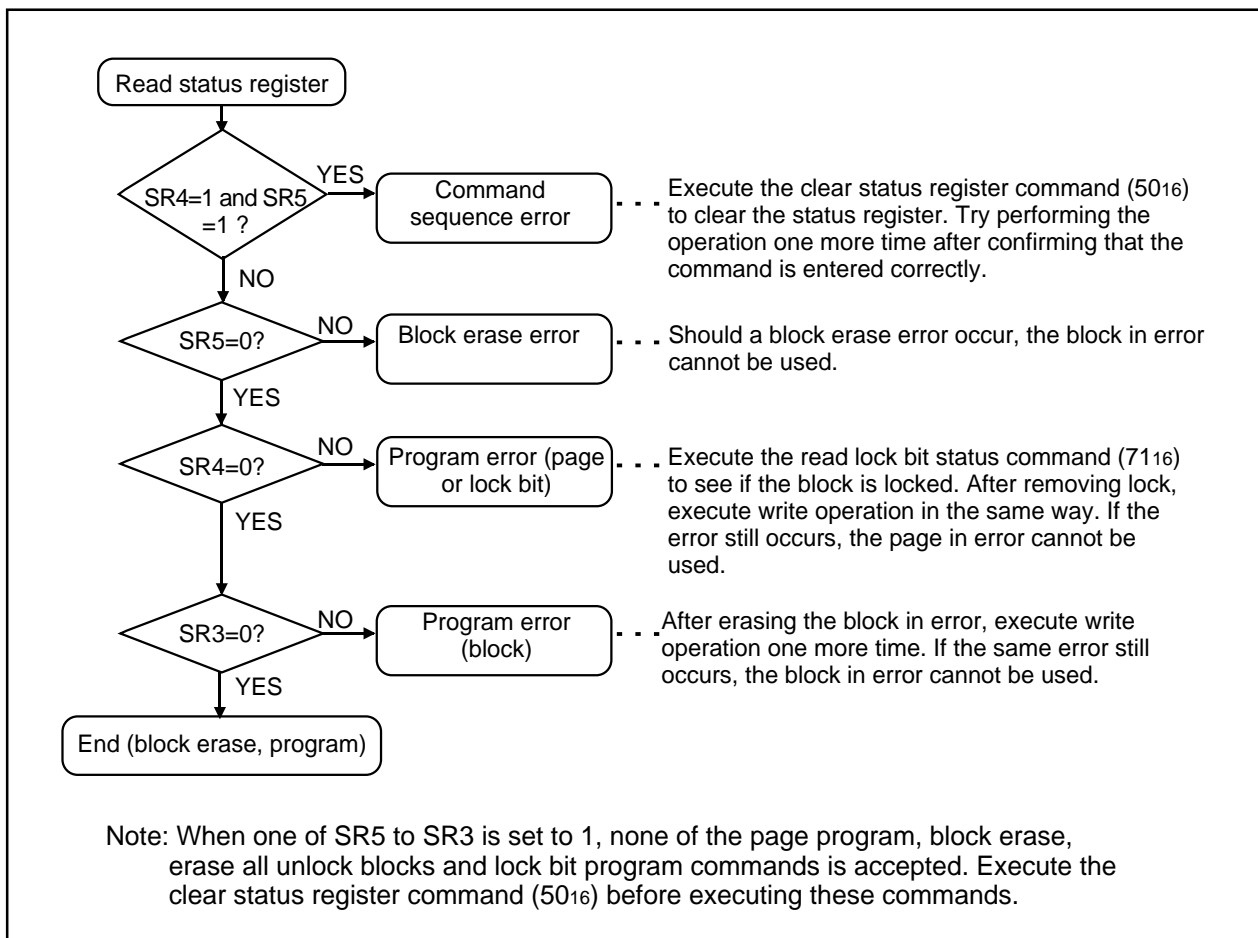 Read status register
SR4=1 and SR5
=1 ?
YES
Command
sequence error
Execute the clear status register command (5016)
to clear the status register. Try performing the
operation one more time after confirming that the
command is entered correctly.
NO
SR5=0?
NO
Block erase error
Should a block erase error occur, the block in error
cannot be used.
YES
SR4=0?
NO
Program error (page
or lock bit)
Execute the read lock bit status command (7116)
to see if the block is locked. After removing lock,
execute write operation in the same way. If the
error still occurs, the page in error cannot be
used.
YES
SR3=0?
NO
Program error
(block)
After erasing the block in error, execute write
operation one more time. If the same error still
occurs, the block in error cannot be used.
YES
End (block erase, program)
Note: When one of SR5 to SR3 is set to 1, none of the page program, block erase,
erase all unlock blocks and lock bit program commands is accepted. Execute the
clear status register command (5016) before executing these commands.